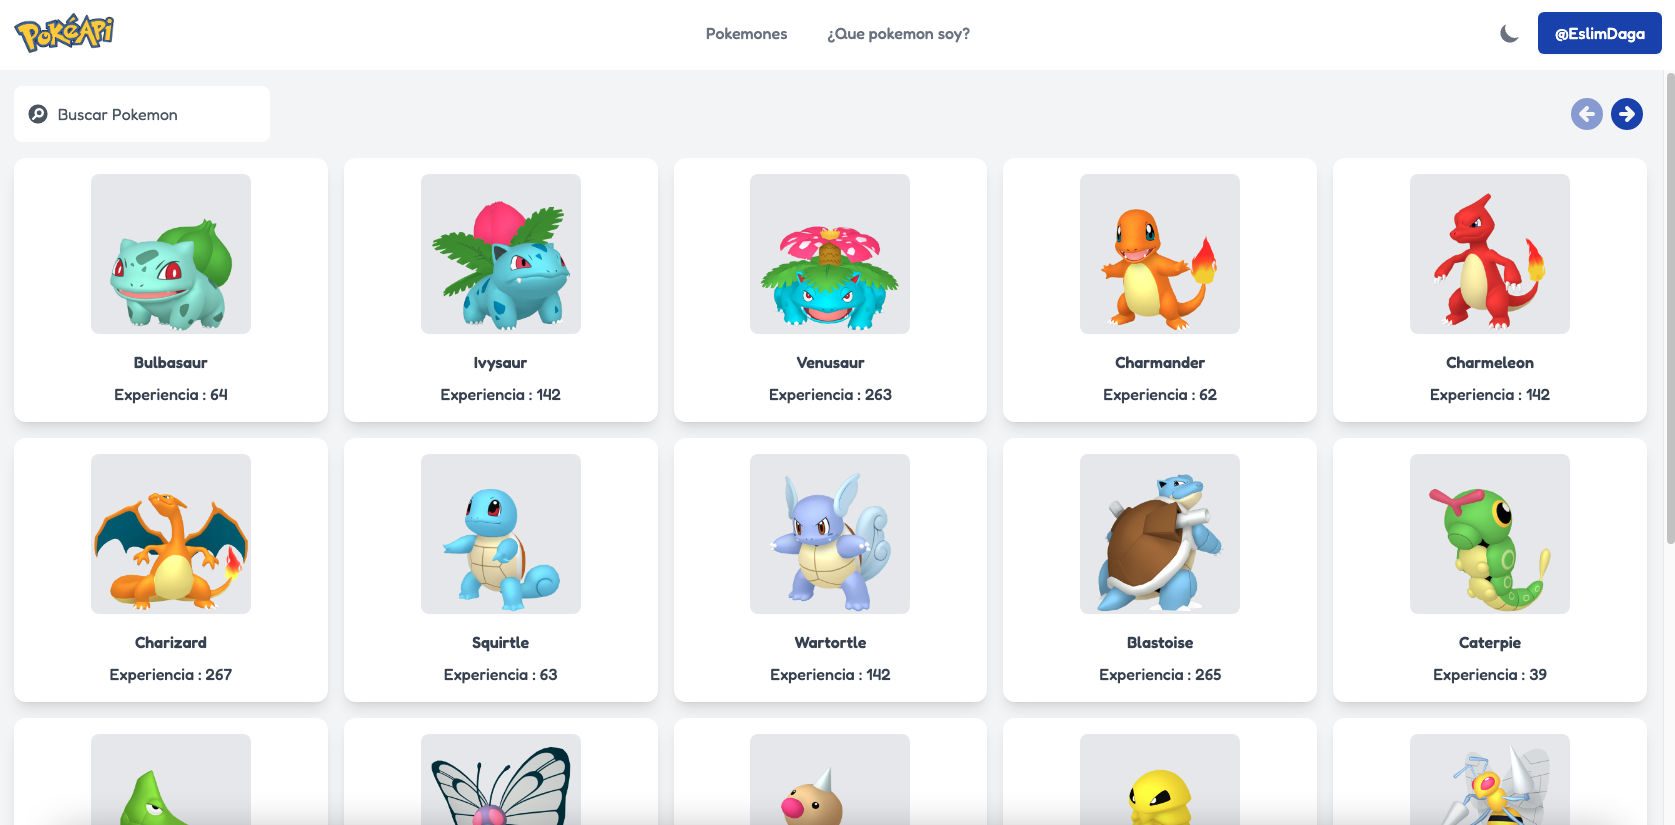 PokéApi
Pokemones
¿Que pokemon soy?
@EslimDaga
Buscar Pokemon
Bulbasaur
Experiencia : 64
Ivysaur
Experiencia : 142
Venusaur
Experiencia : 263
Charmander
Experiencia : 62
Charmeleon
Experiencia : 142
Charizard
Experiencia : 267
Squirtle
Experiencia : 63
Wartortle
Experiencia : 142
Blastoise
Experiencia : 265
Caterpie
Experiencia : 39